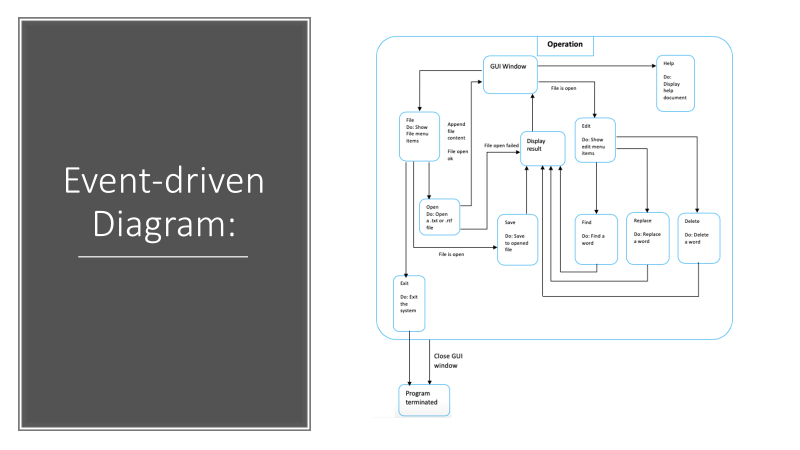 Event-driven
Diagram:
Operation
GUI Window
Help
Do:
Display
help
document
File is open
File
Do: Show
File menu
items
Append
file
content
File open
ok
File open failed
Display
result
Edit
Do: Show
edit menu
items
Open
Do: Open
a .txt or .rtf
file
Save
Do: Save
to opened
file
Find
Do: Find a
word
Replace
Do: Replace
a word
Delete
Do: Delete
a word
File is open
Exit
Do: Exit
the
system
Close GUI
window
Program
terminated